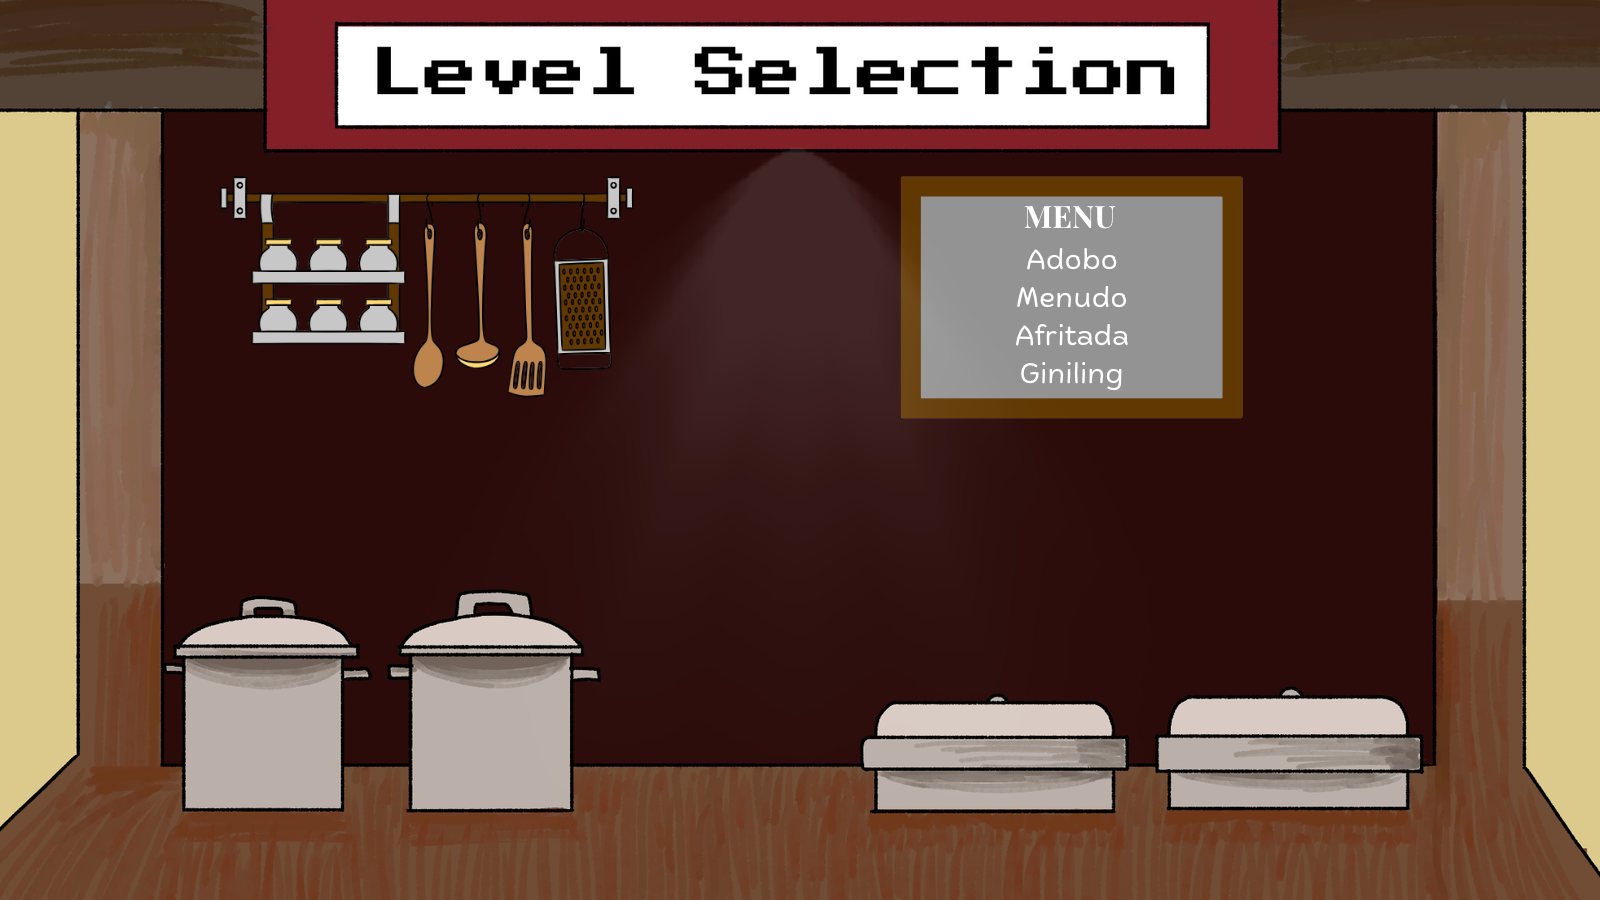 Level Selection
MENU
Adobo
Menudo
Afritada
Giniling